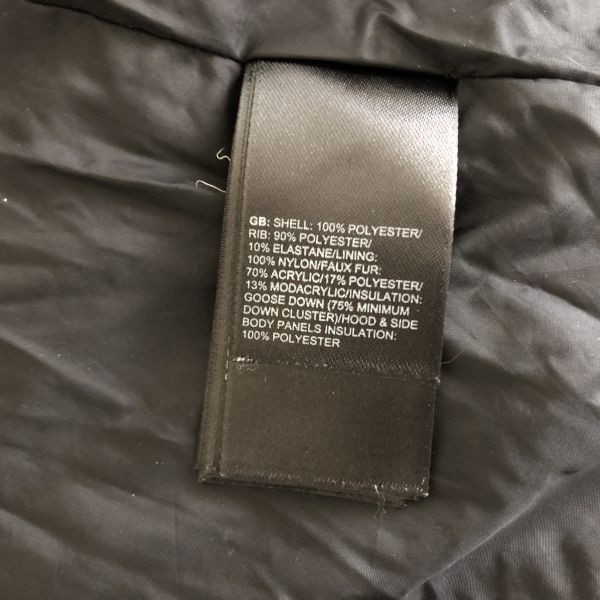 GB: SHELL: 100% POLYESTER/
RIB: 90% POLYESTER/
10% ELASTANE/LINING:
100% NYLON/FAUX FUR:
70% ACRYLIC/17% POLYESTER/
13% MODACRYLIC/INSULATION:
GOOSE DOWN (75% MINIMUM
DOWN CLUSTER)/HOOD & SIDE
BODY PANELS INSULATION:
100% POLYESTER